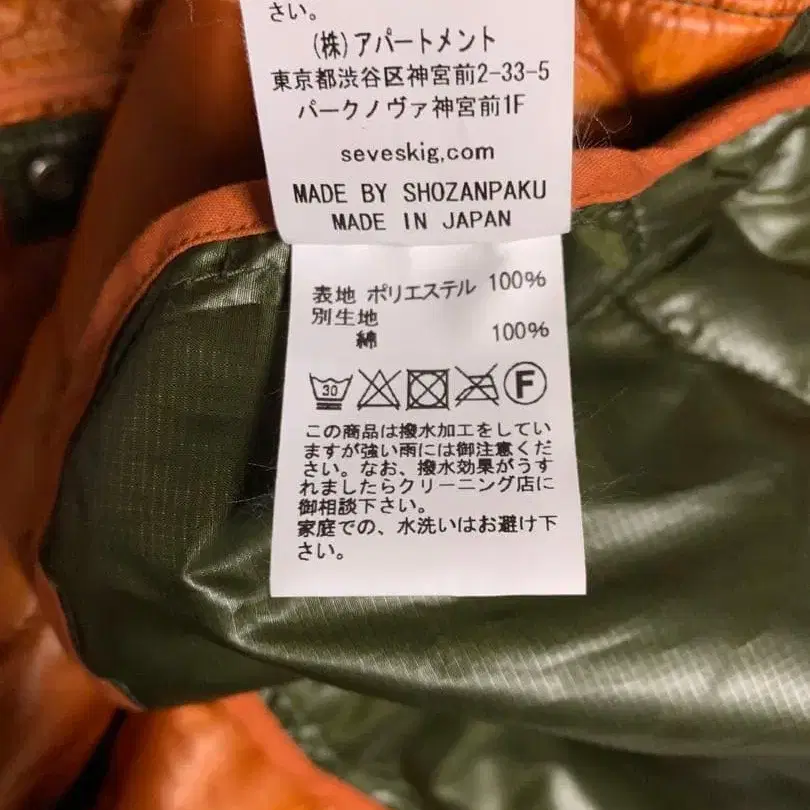 さい。
(株)アパートメント
東京都渋谷区神宮前2-33-5
パークノヴァ神宮前1F
seveskig,com
MADE BY SHOZANPAKU
MADE IN JAPAN
表地 ポリエステル 100%
別生地
綿 100%
30 F
この商品は撥水加工をしてい
ますが強い雨には御注意くだ
さい。なお、撥水効果がうす
れましたらクリーニング店に
御相談下さい。
家庭での、水洗いはお避け下
さい。